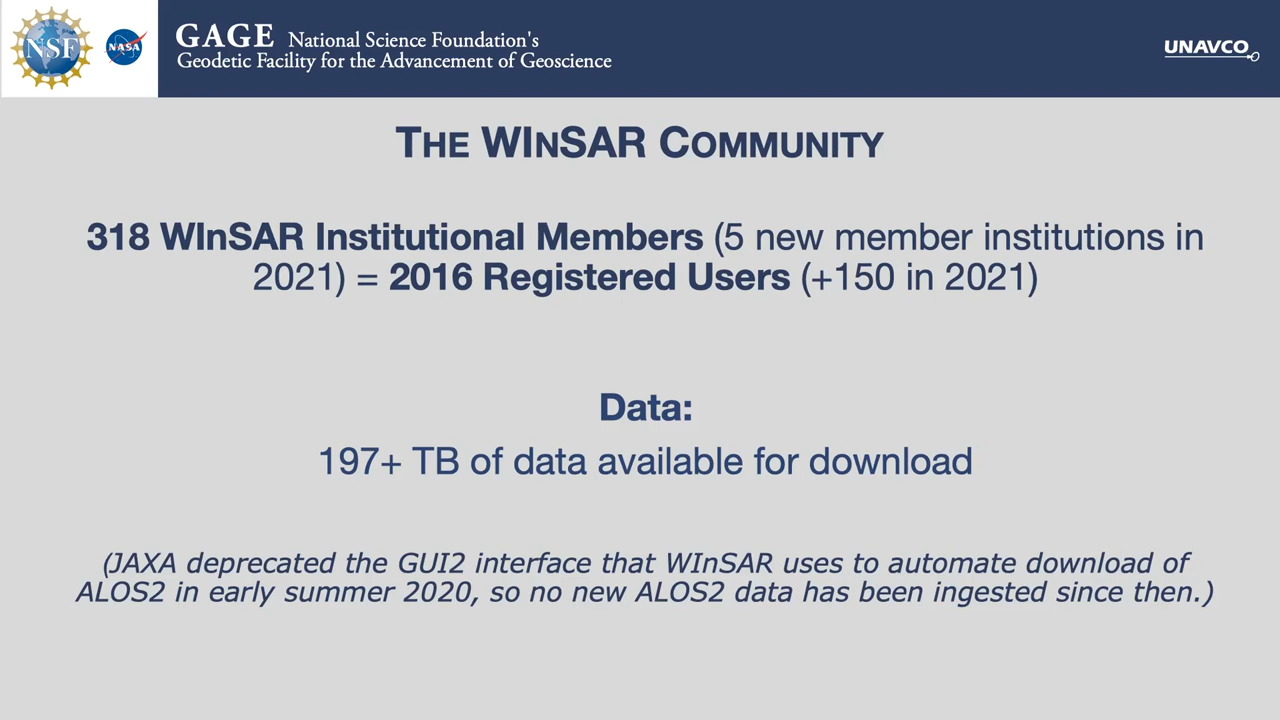 NSF
NASA
GAGE National Science Foundation's
Geodetic Facility for the Advancement of Geoscience
UNAVCO
THE WINSAR COMMUNITY
318 WInSAR Institutional Members (5 new member institutions in
2021) = 2016 Registered Users (+150 in 2021)
Data:
197+ TB of data available for download
(JAXA deprecated the GUI2 interface that WInSAR uses to automate download of
ALOS2 in early summer 2020, so no new ALOS2 data has been ingested since then.)